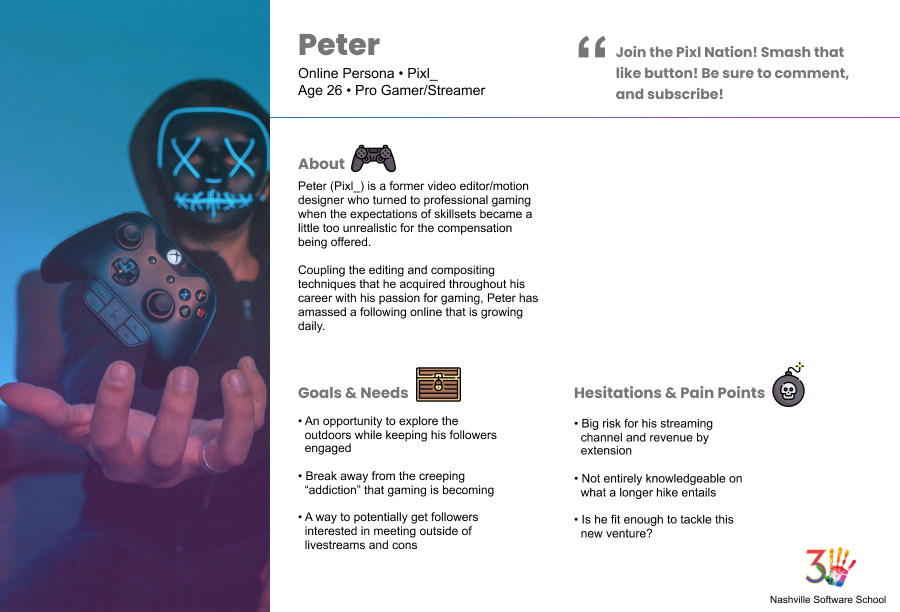 Peter
Online Persona • Pixl_
Age 26 • Pro Gamer/Streamer
“ Join the Pixl Nation! Smash that
like button! Be sure to comment,
and subscribe!
About
Peter (Pixl_) is a former video editor/motion
designer who turned to professional gaming
when the expectations of skillsets became a
little too unrealistic for the compensation
being offered.
Coupling the editing and compositing
techniques that he acquired throughout his
career with his passion for gaming, Peter has
amassed a following online that is growing
daily.
Goals & Needs
• An opportunity to explore the
outdoors while keeping his followers
engaged
• Break away from the creeping
“addiction” that gaming is becoming
• A way to potentially get followers
interested in meeting outside of
livestreams and cons
Hesitations & Pain Points
• Big risk for his streaming
channel and revenue by
extension
• Not entirely knowledgeable on
what a longer hike entails
• Is he fit enough to tackle this
new venture?
3
Nashville Software School